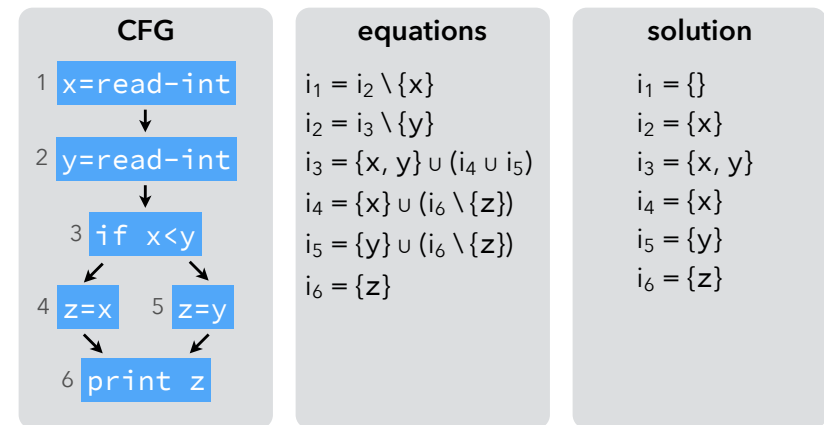 CFG
1 x=read-int
2 y=read-int
3 if x<y
4 z=x 5 z=y
6 print z
equations
i₁ = i₂ \ {x}
i₂ = i₃ \ {y}
i₃ = {x, y} ∪ (i₄ ∪ i₅)
i₄ = {x} ∪ (i₆ \ {z})
i₅ = {y} ∪ (i₆ \ {z})
i₆ = {z}
solution
i₁ = {}
i₂ = {x}
i₃ = {x, y}
i₄ = {x}
i₅ = {y}
i₆ = {z}